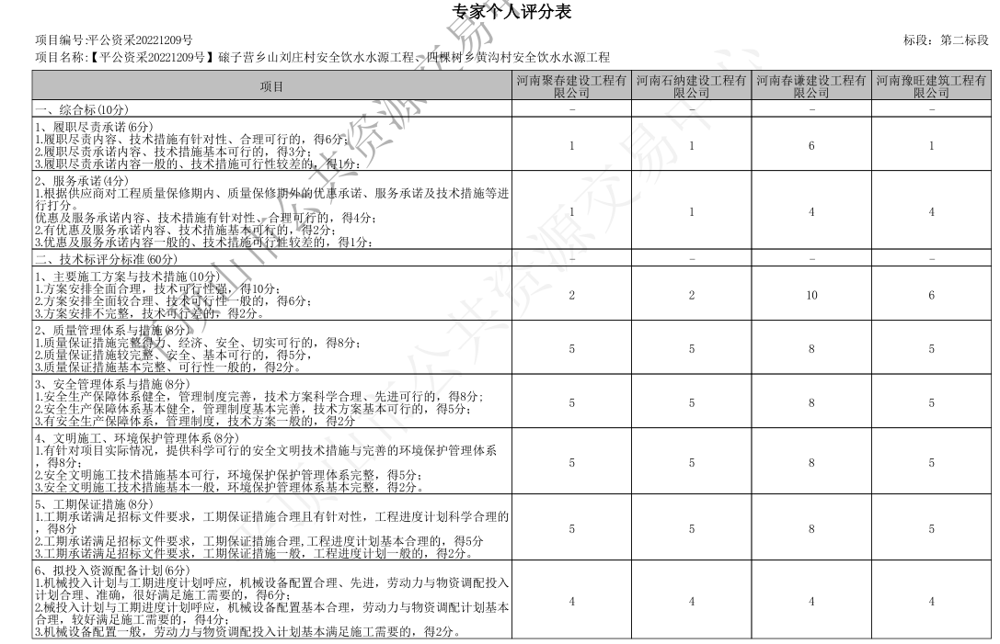 专家个人评分表
项目编号:平公资采20221209号
标段: 第二标段
项目名称:【平公资采20221209号】磙子营乡山刘庄村安全饮水水源工程、四棵树乡黄沟村安全饮水水源工程
项目
河南聚春建设工程有
限公司
河南石纳建设工程有
限公司
河南春谦建设工程有
限公司
河南豫旺建筑工程有
限公司
一、综合标(10分)
-
-
-
-
1、履职尽责承诺(6分)
1.履职尽责内容、技术措施有针对性、合理可行的，得6分;
2.履职尽责承诺内容、技术措施基本可行的，得3分;
3.履职尽责承诺内容一般的、技术措施可行性较差的，得1分:
1
1
6
1
2、服务承诺(4分)
1.根据供应商对工程质量保修期内、质量保修期外的优惠承诺、服务承诺及技术措施等进
行打分。
优惠及服务承诺内容、技术措施有针对性、合理可行的，得4分;
2.有优惠及服务承诺内容、技术措施基本可行的，得2分;
3.优惠及服务承诺内容一般的、技术措施可行性较差的，得1分:
1
1
4
4
二、技术标评分标准(60分)
-
-
-
-
1、主要施工方案与技术措施(10分)
1.方案安排全面合理，技术可行性强，得10分;
2.方案安排全面较合理、技术可行性一般的，得6分;
3.方案安排不完整，技术可行差的，得2分。
2
2
10
6
2、质量管理体系与措施(8分)
1.质量保证措施完整得力、经济、安全、切实可行的，得8分;
2.质量保证措施较完整、安全、基本可行的，得5分，
3.质量保证措施基本完整、可行性一般的，得2分。
5
5
8
5
3、安全管理体系与措施(8分)
1.安全生产保障体系健全，管理制度完善，技术方案科学合理、先进可行的，得8分;
2.安全生产保障体系基本健全，管理制度基本完善，技术方案基本可行的，得5分;
3.有安全生产保障体系，管理制度，技术方案一般的，得2分
5
5
8
5
4、文明施工、环境保护管理体系(8分)
1.有针对项目实际情况，提供科学可行的安全文明技术措施与完善的环境保护管理体系
，得8分;
2.安全文明施工技术措施基本可行，环境保护保护管理体系完整，得5分;
3.安全文明施工技术措施基本一般，环境保护管理体系基本完整，得2分。
5
5
8
5
5、工期保证措施(8分)
1.工期承诺满足招标文件要求，工期保证措施合理且有针对性，工程进度计划科学合理的
，得8分
2.工期承诺满足招标文件要求，工期保证措施合理,工程进度计划基本合理的，得5分
3.工期承诺满足招标文件要求，工期保证措施一般，工程进度计划一般的，得2分。
5
5
8
5
6、拟投入资源配备计划(6分)
1.机械投入计划与工期进度计划呼应，机械设备配置合理、先进，劳动力与物资调配投入
计划合理、准确，很好满足施工需要的，得6分;
2.械投入计划与工期进度计划呼应，机械设备配置基本合理，劳动力与物资调配计划基本
合理，较好满足施工需要的，得4分;
3.机械设备配置一般，劳动力与物资调配投入计划基本满足施工需要的，得2分。
4
4
4
4
平顶山市公共资源交易中
平顶山市公共资源交易中心